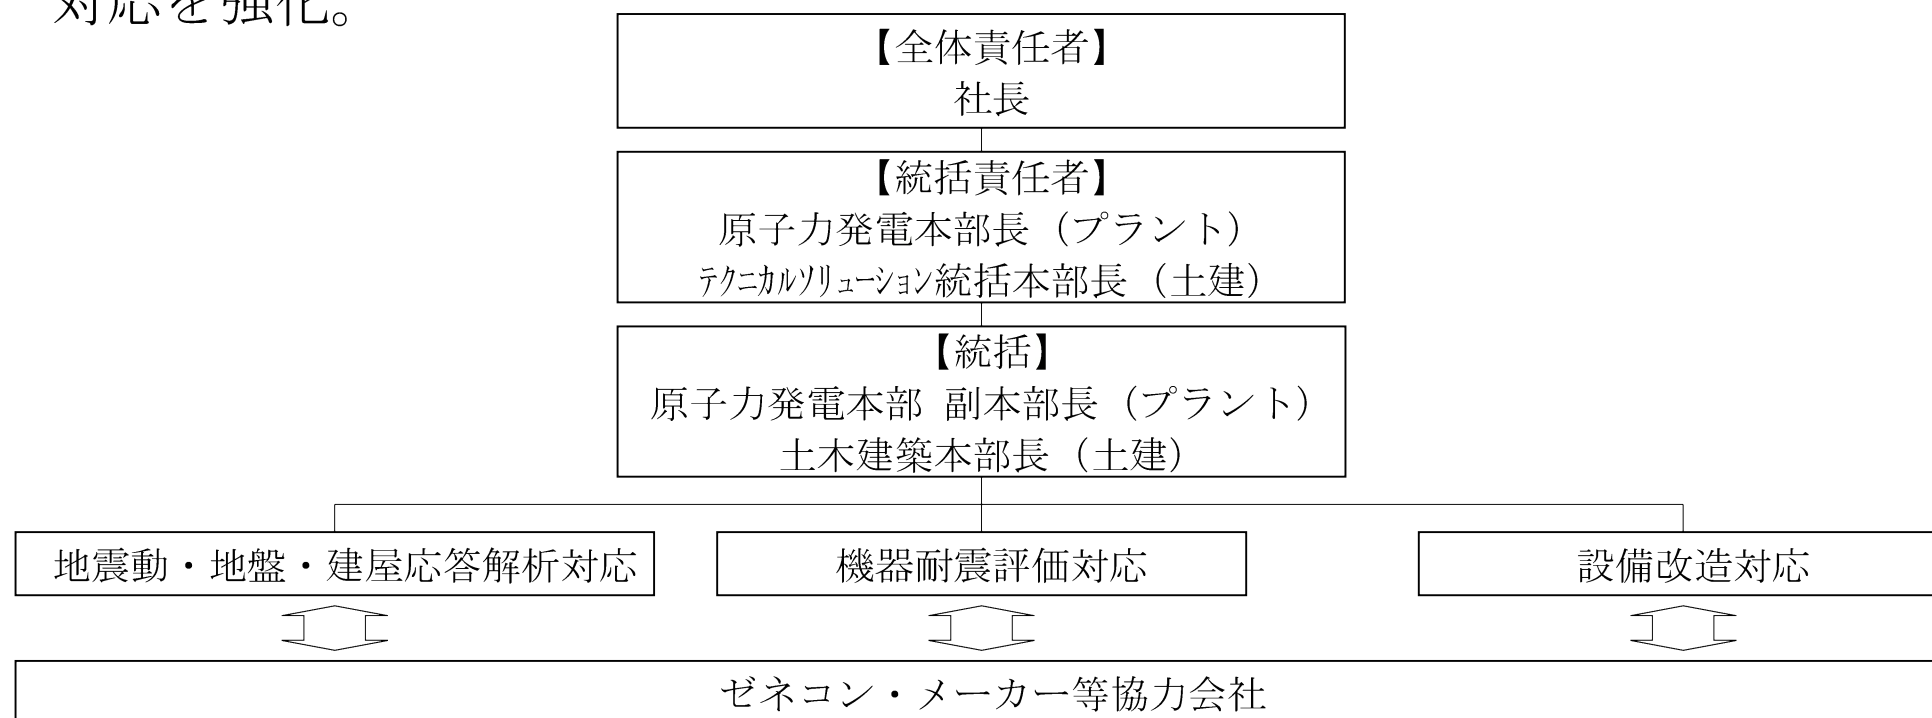 対応を強化。
【全体責任者】
社長
【統括責任者】
原子力発電本部長（プラント）
ﾃｸﾆｶﾙｿﾘｭｰｼｮﾝ統括本部長（土建）
【統括】
原子力発電本部 副本部長（プラント）
土木建築本部長（土建）
地震動・地盤・建屋応答解析対応
機器耐震評価対応
設備改造対応
ゼネコン・メーカー等協力会社